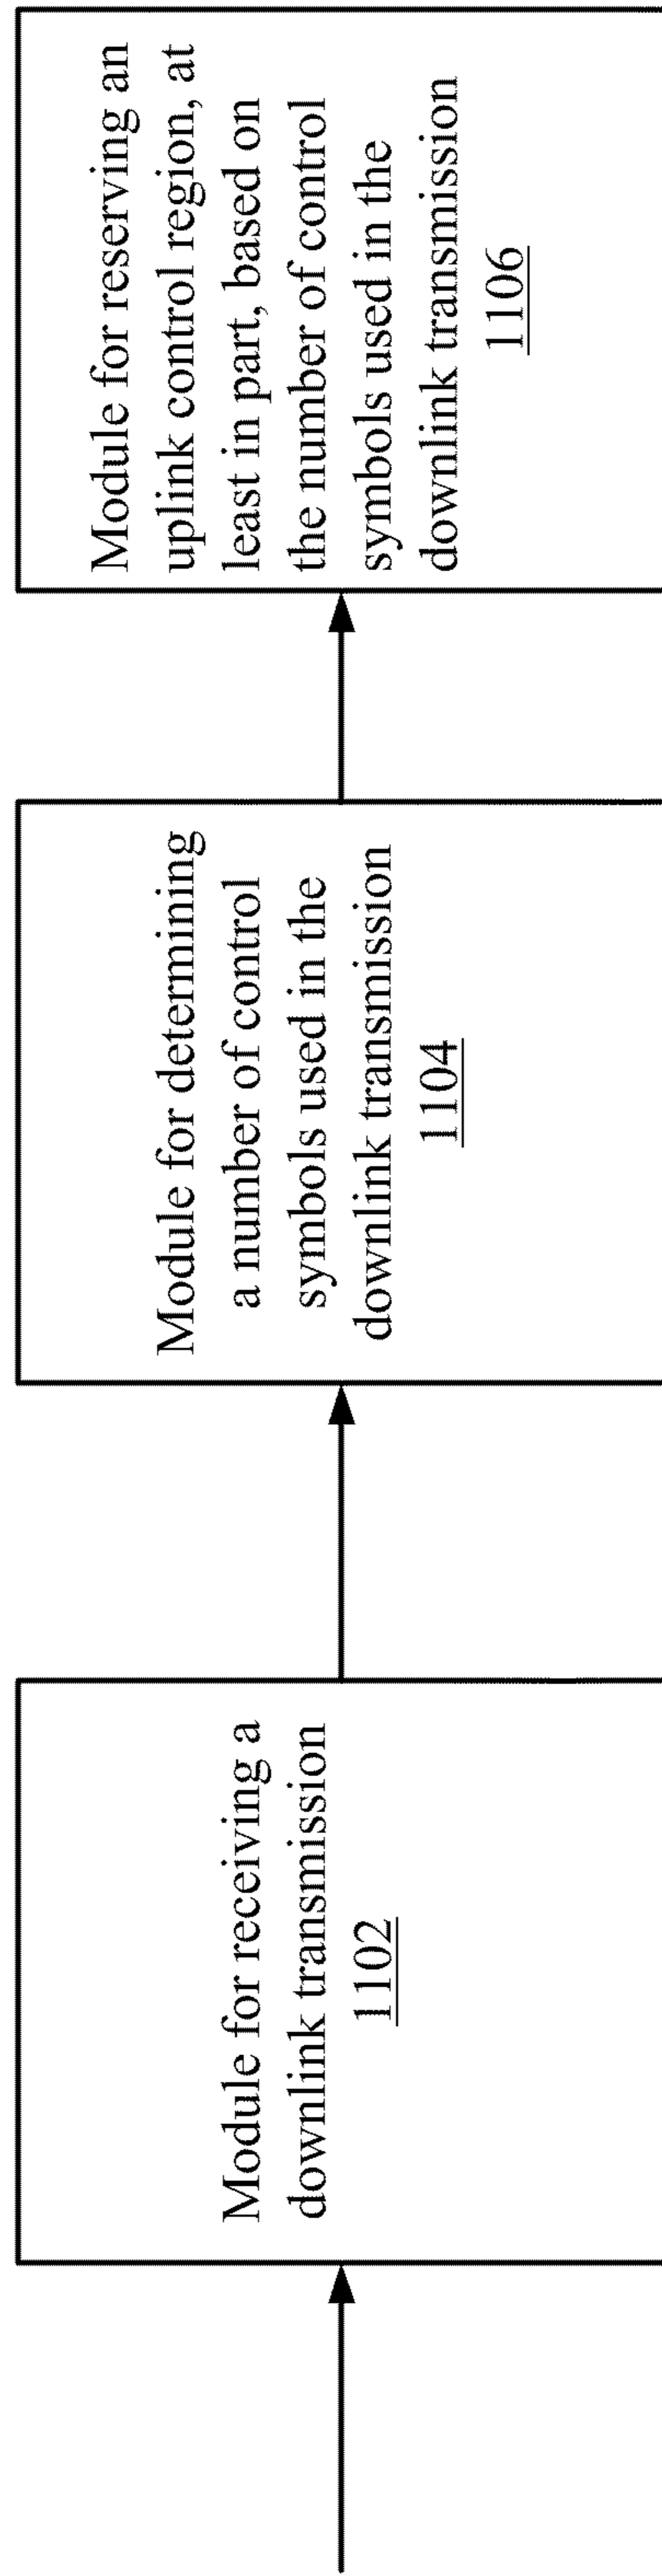 Module for receiving a
downlink transmission
1102
Module for determining
a number of control
symbols used in the
downlink transmission
1104
Module for reserving an
uplink control region, at
least in part, based on
the number of control
symbols used in the
downlink transmission
1106